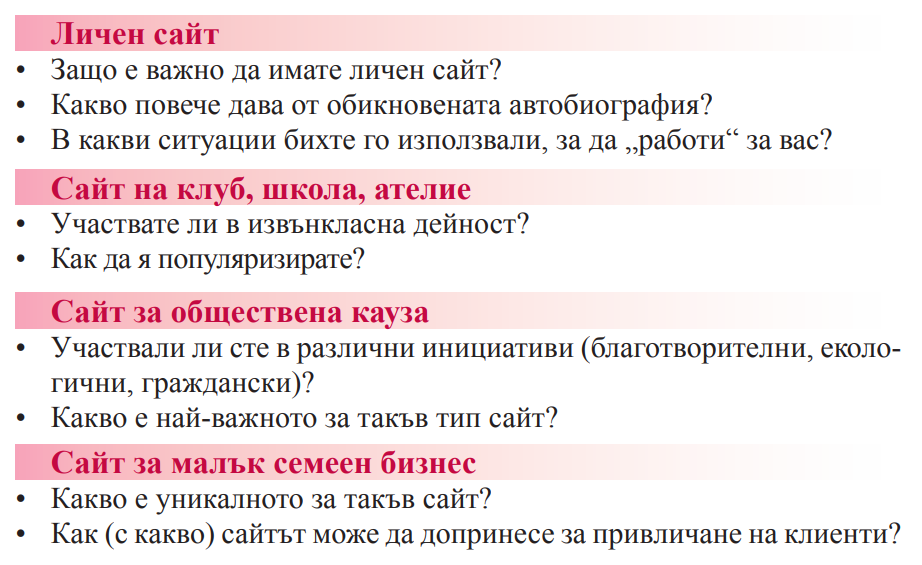 Личен сайт
• Защо е важно да имате личен сайт?
• Какво повече дава от обикновената автобиография?
• В какви ситуации бихте го използвали, за да „работи“ за вас?
Сайт на клуб, школа, ателие
• Участвате ли в извънкласна дейност?
• Как да я популяризирате?
Сайт за обществена кауза
• Участвали ли сте в различни инициативи (благотворителни, еколо-
гични, граждански)?
• Какво е най-важното за такъв тип сайт?
Сайт за малък семеен бизнес
• Какво е уникалното за такъв сайт?
• Как (с какво) сайтът може да допринесе за привличане на клиенти?